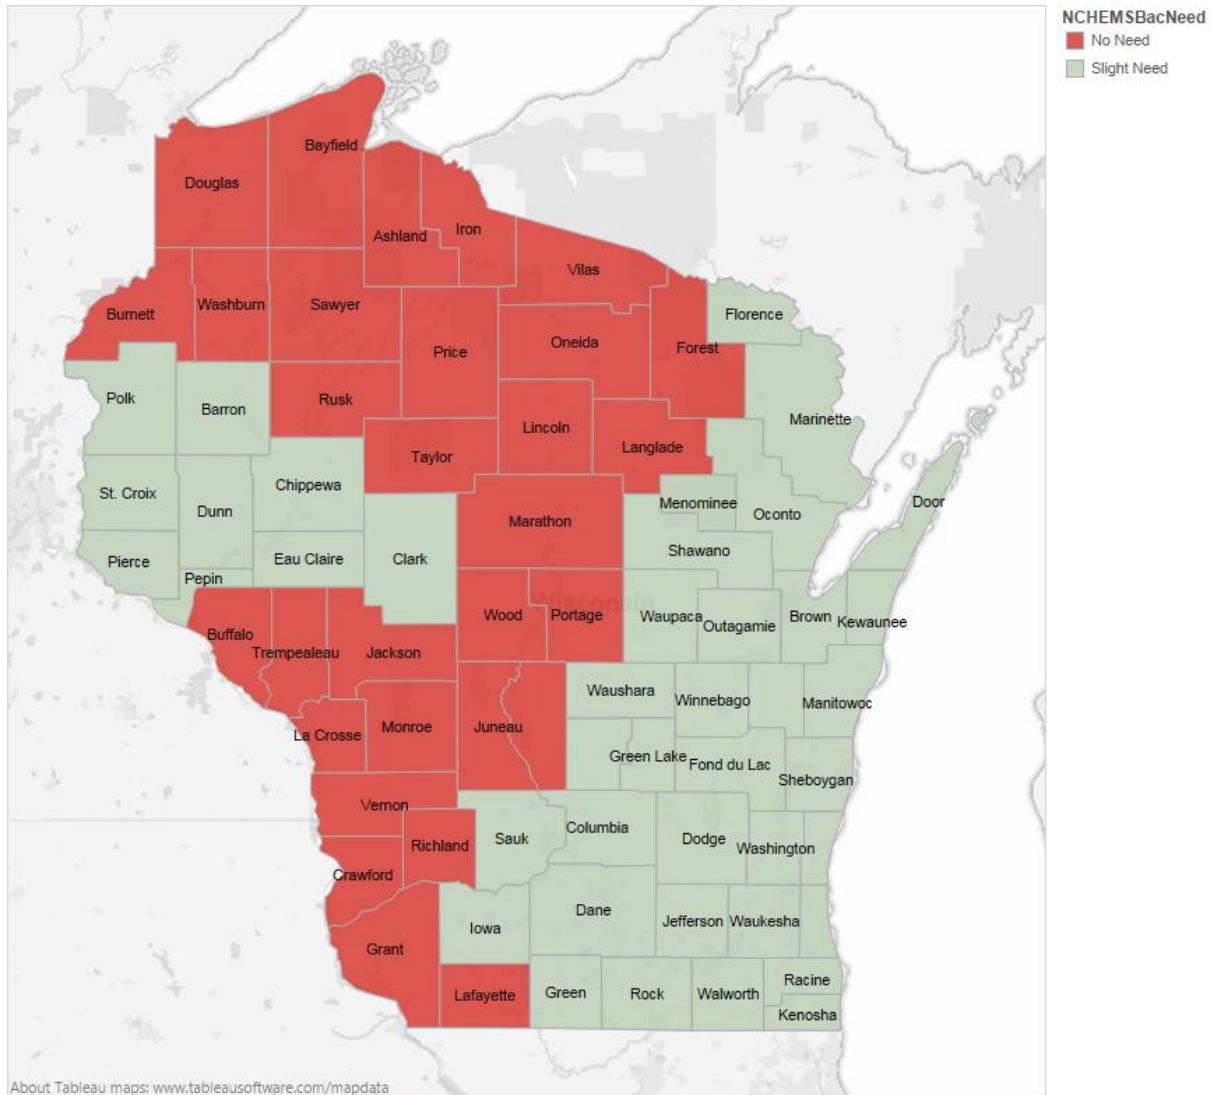 NCHEMSBacNeed
No Need
Slight Need
Bayfield
Douglas
Iron
Ashland
Vilas
Washburn
Sawyer
Burnett
Florence
Oneida
Forest
Price
Polk
Rusk
Barron
Marinette
Lincoln
Langlade
Taylor
Chippewa
St. Croix
Menominee
Door
Dunn
Oconto
Marathon
Shawano
Eau Claire
Clark
Pierce
Pepin
Wisconsin
Wood
Portage
Waupaca
Brown
Kewaunee
Outagamie
Buffalo
Trempealeau
Jackson
Waushara
Winnebago
Manitowoc
Monroe
Juneau
La Crosse
Green Lake
Fond du Lac
Sheboygan
Vernon
Columbia
Sauk
Dodge
Richland
Washington
Crawford
Dane
Jefferson
Waukesha
Iowa
Grant
Racine
Lafayette
Green
Rock
Walworth
Kenosha
About Tableau maps: www.tableausoftware.com/mapdata